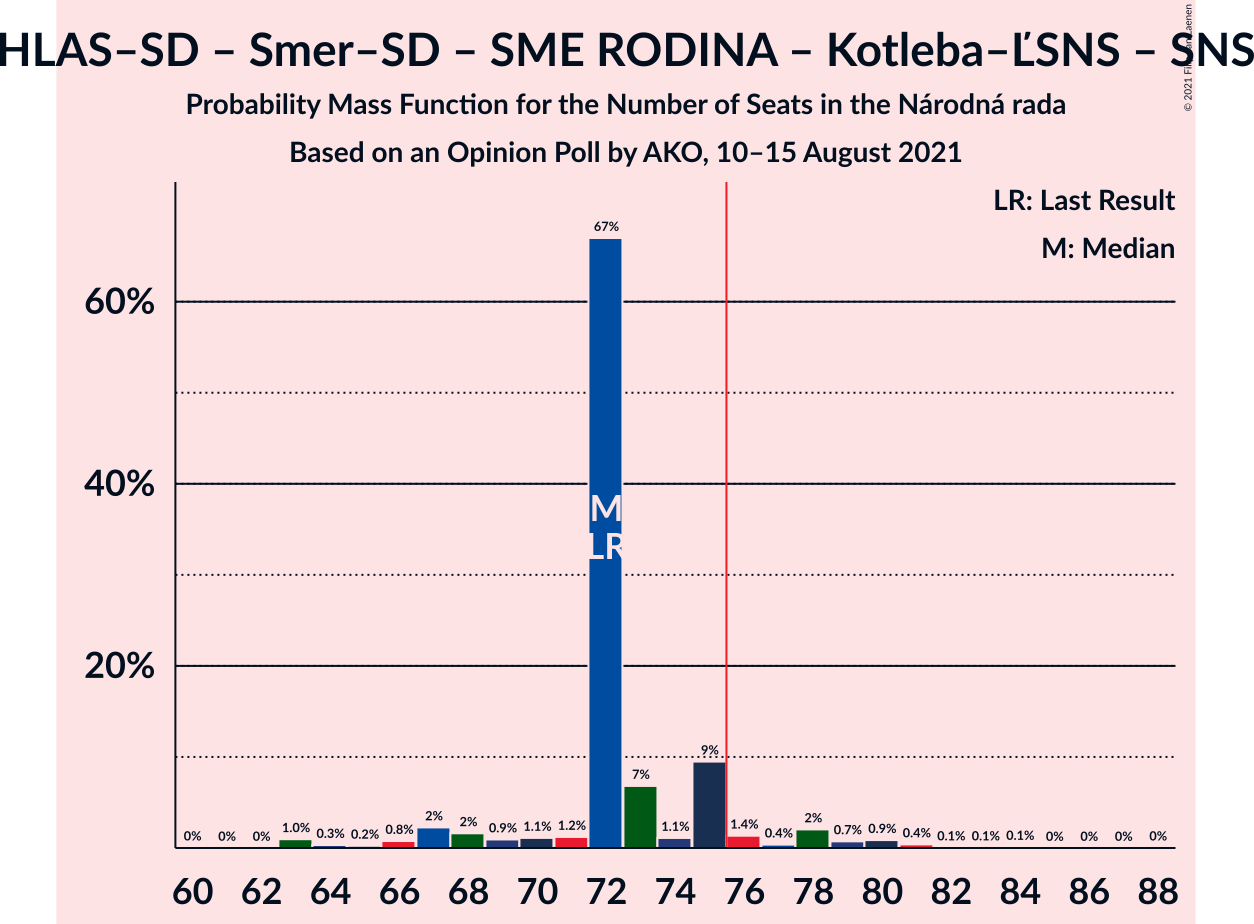 HLAS–SD – Smer–SD – SME RODINA – Kotleba–ĽSNS – SNS
Probability Mass Function for the Number of Seats in the Národná rada
Based on an Opinion Poll by AKO, 10–15 August 2021
© 2021
LR: Last Result
M: Median
60%
40%
20%
0% 0% 0% 1.0% 0.3% 0.2% 0.8% 2% 2% 0.9% 1.1% 1.2% 67% 7% 1.1% 9% 1.4% 0.4% 2% 0.7% 0.9% 0.4% 0.1% 0.1% 0.1% 0% 0% 0% 0%
M
LR
60 62 64 66 68 70 72 74 76 78 80 82 84 86 88